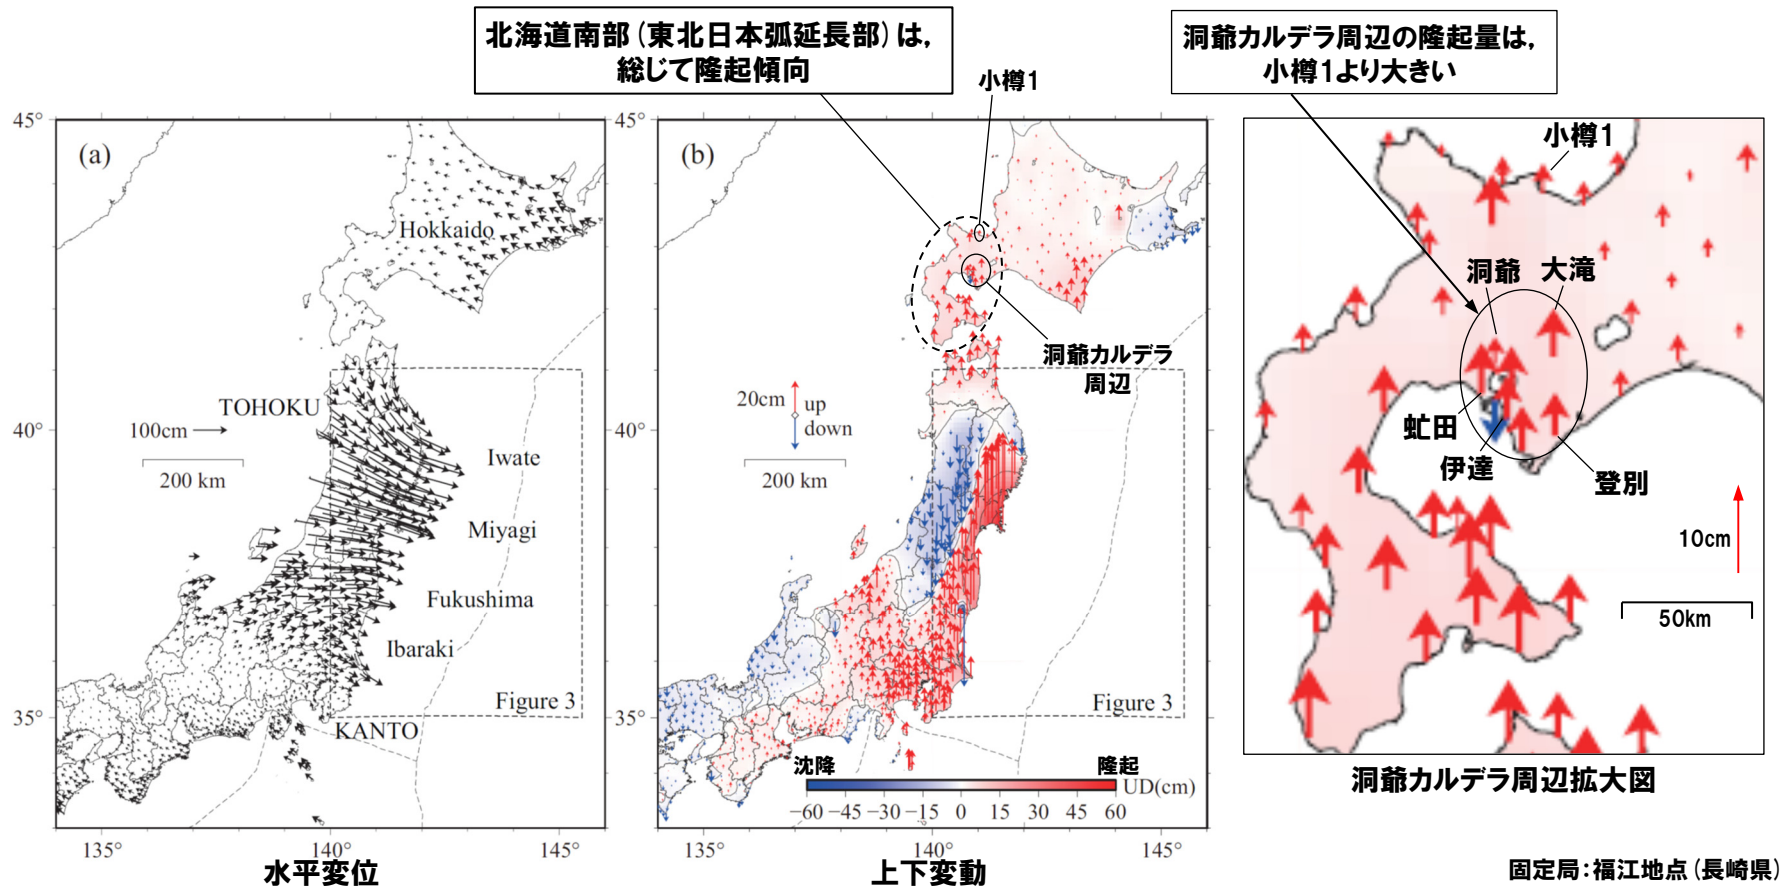 北海道南部（東北日本弧延長部）は，
総じて隆起傾向
洞爺カルデラ周辺の隆起量は，
小樽1より大きい
小樽1
45°
40°
35°
(a)
Hokkaido
TOHOKU
100cm
200 km
Iwate
Miyagi
Fukushima
Ibaraki
Figure 3
KANTO
135°
140°
145°
水平変位
45°
40°
35°
(b)
洞爺カルデラ
周辺
20cm
up
down
200 km
Figure 3
沈降
隆起
UD(cm)
−60 −45 −30 −15 0 15 30 45 60
135°
140°
145°
上下変動
小樽1
洞爺
大滝
虻田
伊達
登別
10cm
50km
洞爺カルデラ周辺拡大図
固定局：福江地点（長崎県）